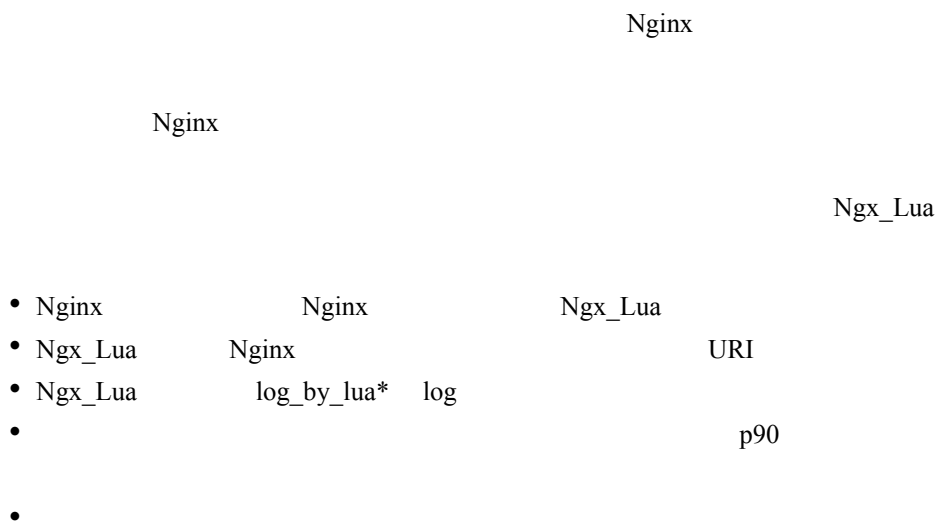 Nginx
Nginx
Ngx_Lua
• Nginx Nginx Ngx_Lua
• Ngx_Lua Nginx URI
• Ngx_Lua log_by_lua* log
• p90
•